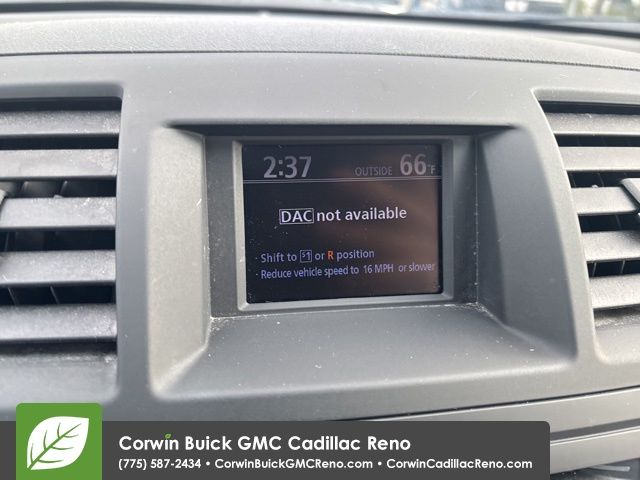 2:37 OUTSIDE 66°F
DAC not available
· Shift to S1 or R position
· Reduce vehicle speed to 16 MPH or slower
Corwin Buick GMC Cadillac Reno
(775) 587-2434 • CorwinBuickGMCReno.com • CorwinCadillacReno.com